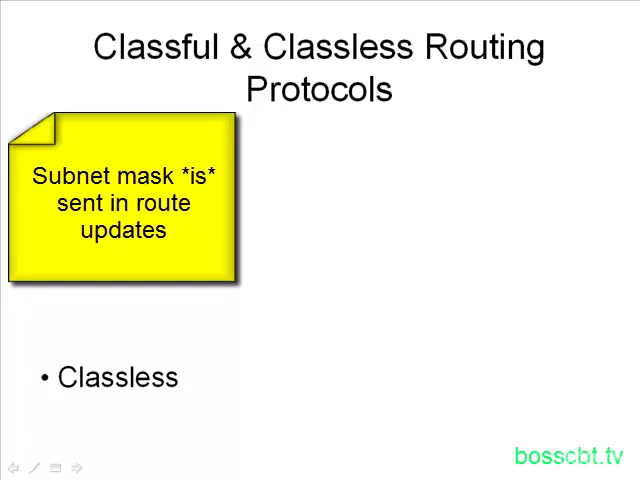 Classful & Classless Routing
Protocols
Subnet mask *is*
sent in route
updates
• Classless
bosscbt.tv